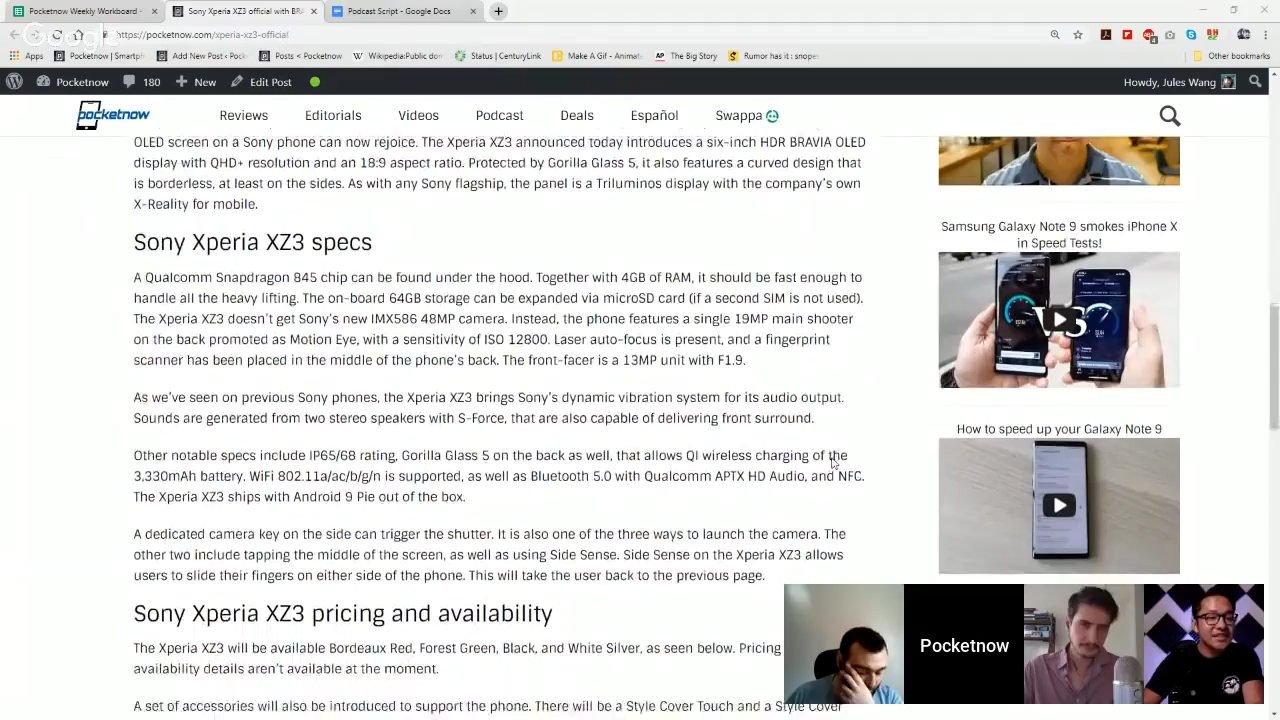 Pocketnow Weekly Workboard -
Sony Xperia XZ3 official with BRA
Podcast Script - Google Docs
https://pocketnow.com/xperia-xz3-official
Google
Apps
Pocketnow | Smartph
Add New Post ‹ Pock
Posts ‹ Pocketnow —
Wikipedia:Public dom
Status | CenturyLink
Make A Gif - Animate
AP The Big Story
Rumor has it : snope
Other bookmarks
Pocketnow
180
New
Edit Post
Howdy, Jules Wang
pocketnow
Reviews
Editorials
Videos
Podcast
Deals
Español
Swappa
OLED screen on a Sony phone can now rejoice. The Xperia XZ3 announced today introduces a six-inch HDR BRAVIA OLED
display with QHD+ resolution and an 18:9 aspect ratio. Protected by Gorilla Glass 5, it also features a curved design that
is borderless, at least on the sides. As with any Sony flagship, the panel is a Triluminos display with the company's own
X-Reality for mobile.
Sony Xperia XZ3 specs
A Qualcomm Snapdragon 845 chip can be found under the hood. Together with 4GB of RAM, it should be fast enough to
handle all the heavy lifting. The on-board 64GB storage can be expanded via microSD card (if a second SIM is not used).
The Xperia XZ3 doesn't get Sony's new IMX586 48MP camera. Instead, the phone features a single 19MP main shooter
on the back promoted as Motion Eye, with a sensitivity of ISO 12800. Laser auto-focus is present, and a fingerprint
scanner has been placed in the middle of the phone's back. The front-facer is a 13MP unit with F1.9.
As we've seen on previous Sony phones, the Xperia XZ3 brings Sony's dynamic vibration system for its audio output.
Sounds are generated from two stereo speakers with S-Force, that are also capable of delivering front surround.
Other notable specs include IP65/68 rating, Gorilla Glass 5 on the back as well, that allows QI wireless charging of the
3,330mAh battery. WiFi 802.11a/ac/b/g/n is supported, as well as Bluetooth 5.0 with Qualcomm APTX HD Audio, and NFC.
The Xperia XZ3 ships with Android 9 Pie out of the box.
A dedicated camera key on the side can trigger the shutter. It is also one of the three ways to launch the camera. The
other two include tapping the middle of the screen, as well as using Side Sense. Side Sense on the Xperia XZ3 allows
users to slide their fingers on either side of the phone. This will take the user back to the previous page.
Sony Xperia XZ3 pricing and availability
The Xperia XZ3 will be available Bordeaux Red, Forest Green, Black, and White Silver, as seen below. Pricing
availability details aren't available at the moment.
A set of accessories will also be introduced to support the phone. There will be a Style Cover Touch and a Style Cover
Samsung Galaxy Note 9 smokes iPhone X
in Speed Tests!
VS
How to speed up your Galaxy Note 9
Pocketnow